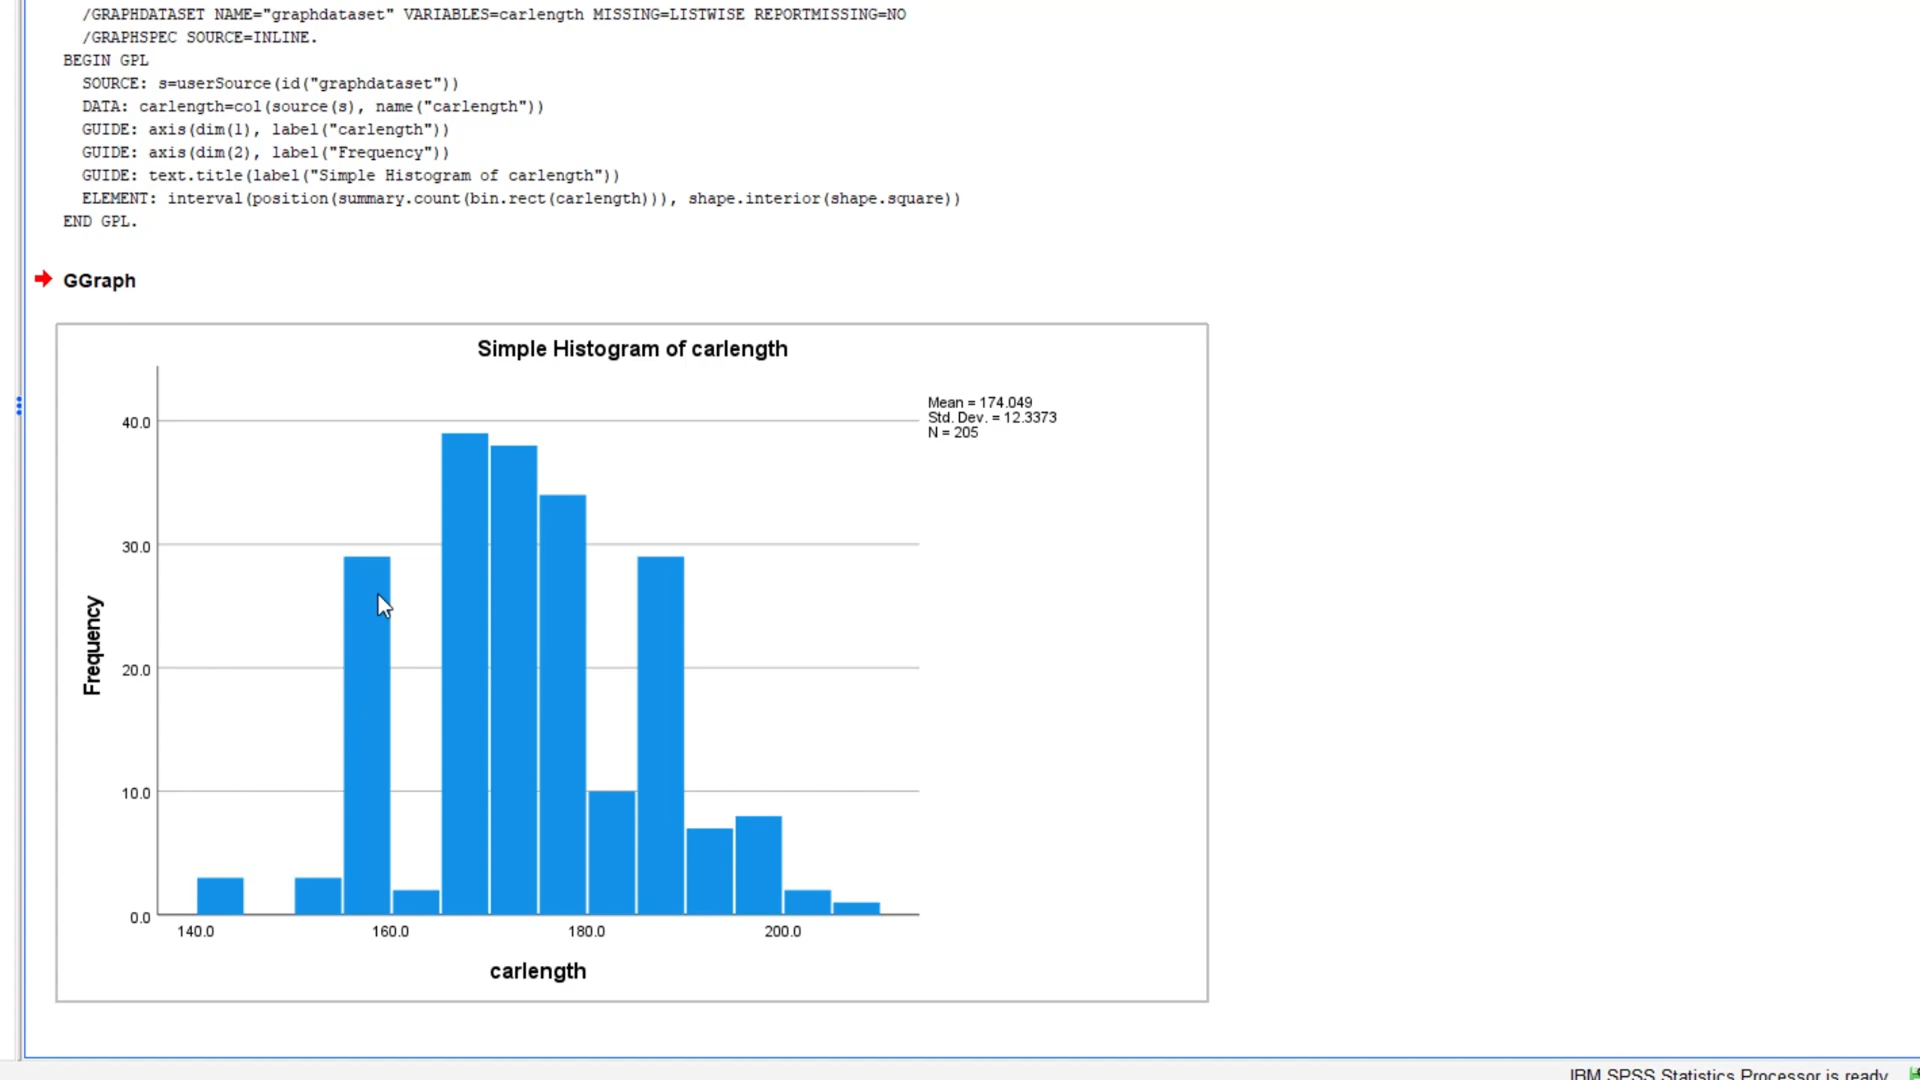 /GRAPHDATASET NAME="graphdataset" VARIABLES=carlength MISSING=LISTWISE REPORTMISSING=NO
/GRAPHSPEC SOURCE=INLINE.
BEGIN GPL
SOURCE: s=userSource(id("graphdataset"))
DATA: carlength=col(source(s), name("carlength"))
GUIDE: axis(dim(1), label("carlength"))
GUIDE: axis(dim(2), label("Frequency"))
GUIDE: text.title(label("Simple Histogram of carlength"))
ELEMENT: interval(position(summary.count(bin.rect(carlength))), shape.interior(shape.square))
END GPL.
GGraph
Simple Histogram of carlength
Mean = 174.049
Std. Dev. = 12.3373
N = 205
40.0
30.0
20.0
10.0
0.0
Frequency
140.0 160.0 180.0 200.0
carlength
IBM SPSS Statistics Processor is ready